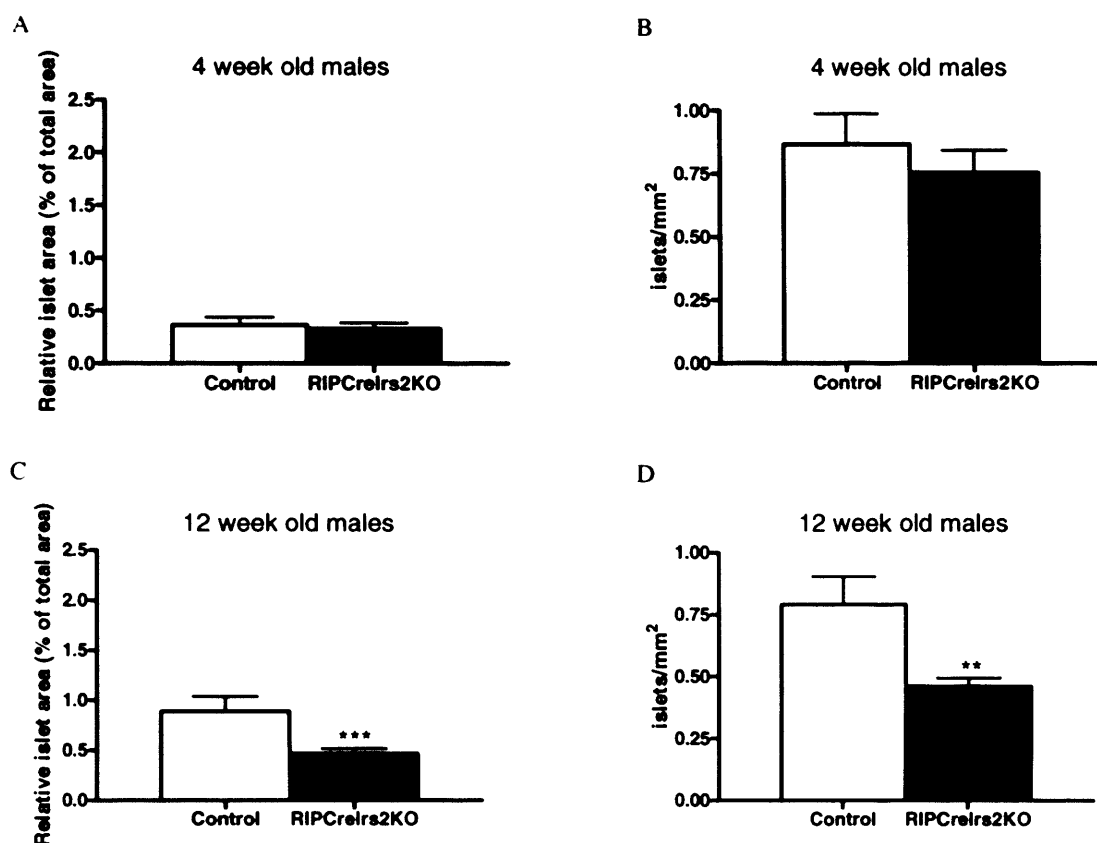 A
4 week old males
Relative islet area (% of total area)
2.5
2.0
1.5
1.0
0.5
0.0
Control RIPCreIrs2KO
B
4 week old males
islets/mm²
1.00
0.75
0.50
0.25
0.00
Control RIPCreIrs2KO
C
12 week old males
Relative islet area (% of total area)
2.5
2.0
1.5
1.0
0.5
0.0
***
Control RIPCreIrs2KO
D
12 week old males
islets/mm²
1.00
0.75
0.50
0.25
0.00
**
Control RIPCreIrs2KO